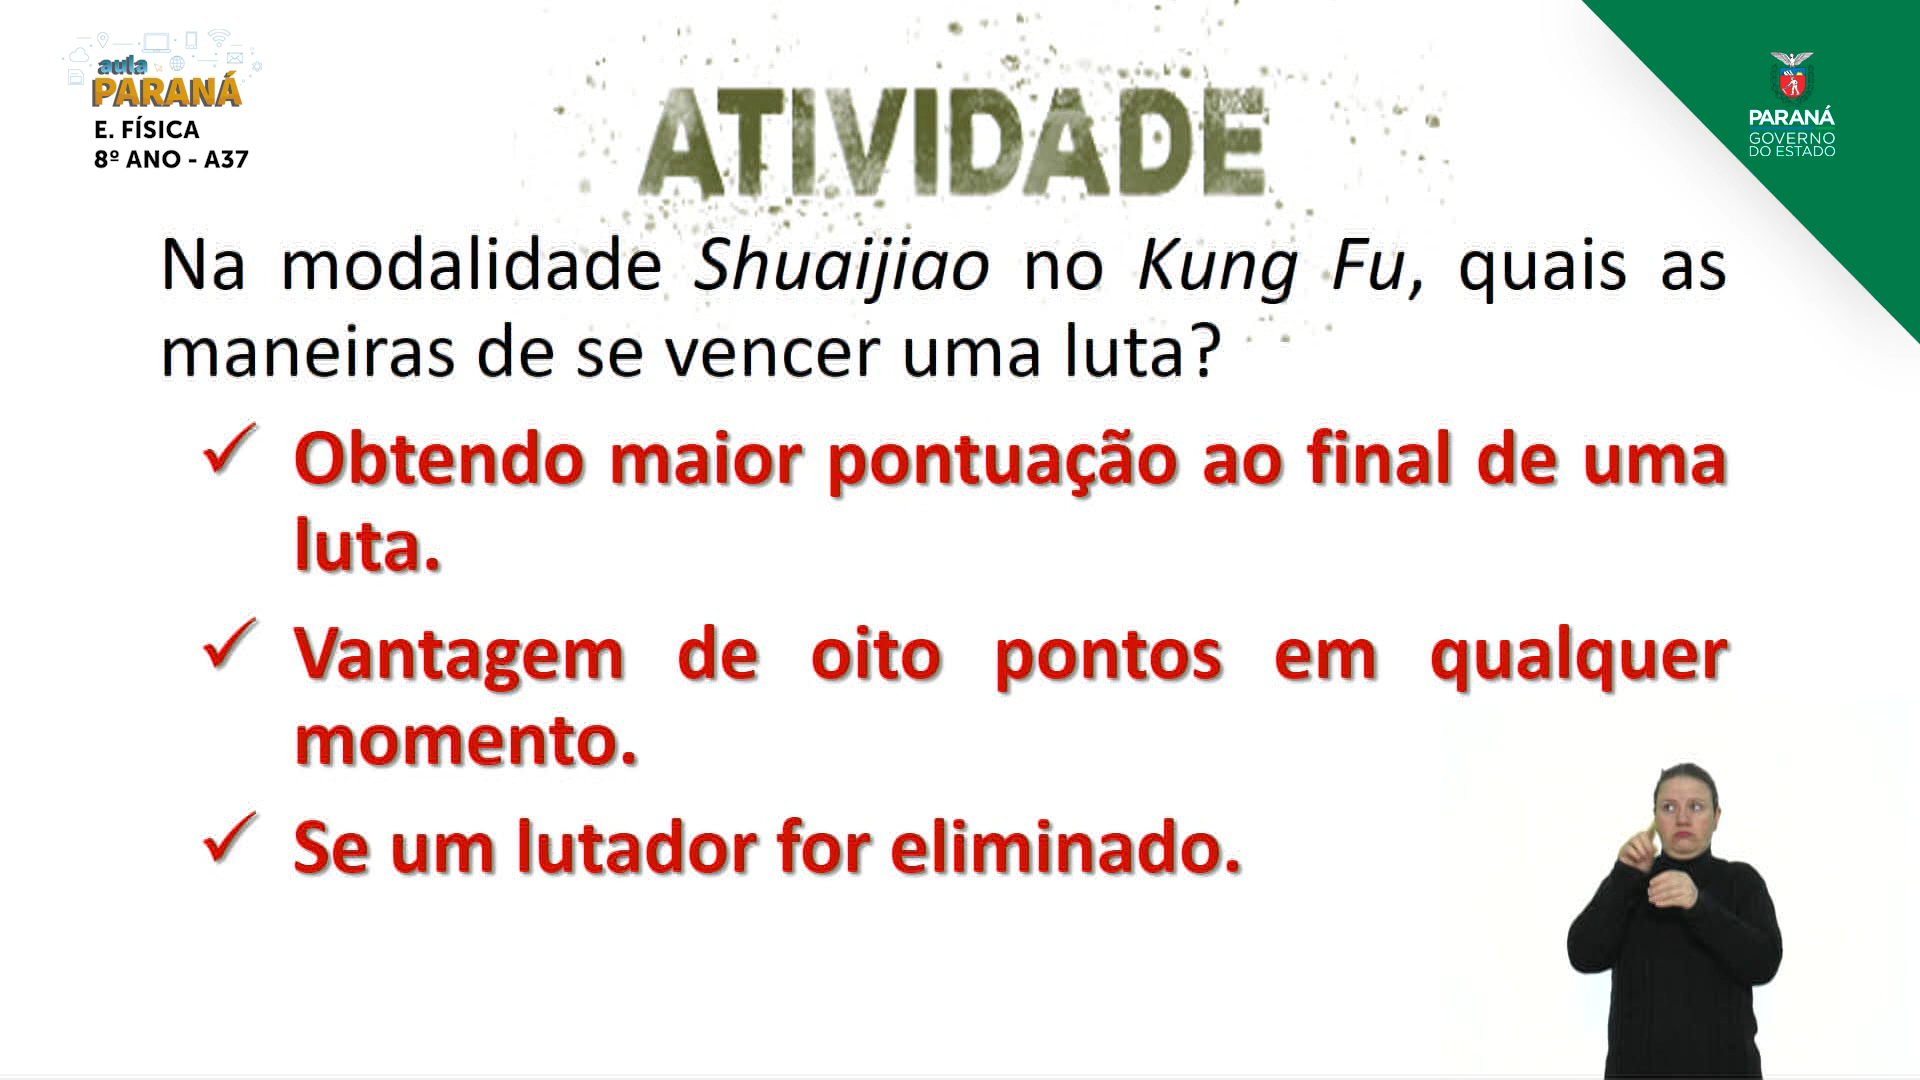 aula
PARANÁ
E. FÍSICA
8º ANO - A37
ATIVIDADE
PARANÁ
GOVERNO
DO ESTADO
Na modalidade Shuaijiao no Kung Fu, quais as
maneiras de se vencer uma luta?
✓ Obtendo maior pontuação ao final de uma
luta.
✓ Vantagem de oito pontos em qualquer
momento.
✓ Se um lutador for eliminado.